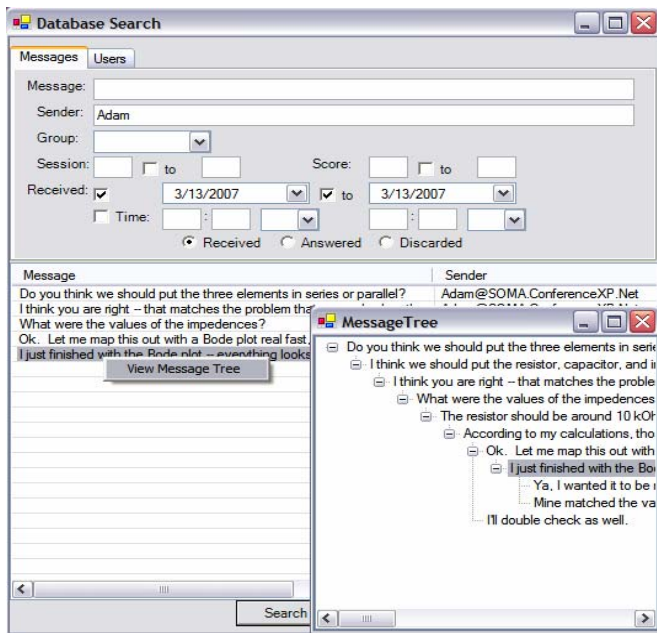 Database Search
Messages Users
Message:
Sender: Adam
Group:
Session: to Score: to
Received: 3/13/2007 to 3/13/2007
Time: : :
Received Answered Discarded
Message Sender
Do you think we should put the three elements in series or parallel? Adam@SOMA.ConferenceXP.Net
I think you are right -- that matches the problem
What were the values of the impedences?
Ok. Let me map this out with a Bode plot real fast.
I just finished with the Bode plot -- everything looks
View Message Tree
Search
MessageTree
Do you think we should put the three elements in serie
I think we should put the resistor, capacitor, and i
I think you are right -- that matches the proble
What were the values of the impedences
The resistor should be around 10 kOh
According to my calculations, tho
Ok. Let me map this out with
I just finished with the Bo
Ya, I wanted it to be
Mine matched the va
I'll double check as well.